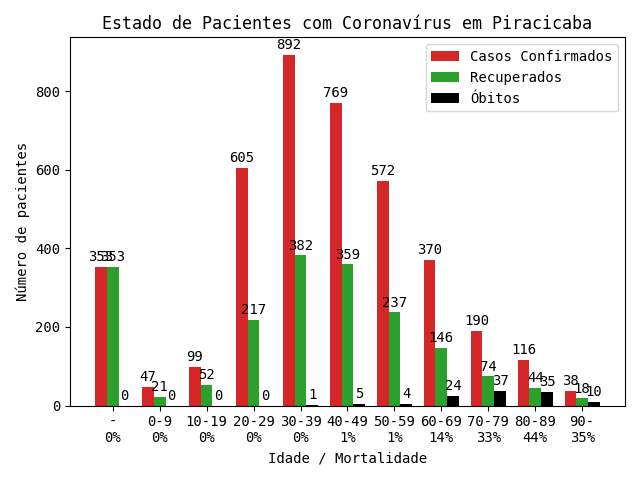 Estado de Pacientes com Coronavírus em Piracicaba
Casos Confirmados
Recuperados
Óbitos
Número de pacientes
800
600
400
200
0
353 353 0
47 21 0
99 52 0
605 217 0
892 382 1
769 359 5
572 237 4
370 146 24
190 74 37
116 44 35
38 18 10
- 0-9 10-19 20-29 30-39 40-49 50-59 60-69 70-79 80-89 90-
0% 0% 0% 0% 0% 1% 1% 14% 33% 44% 35%
Idade / Mortalidade